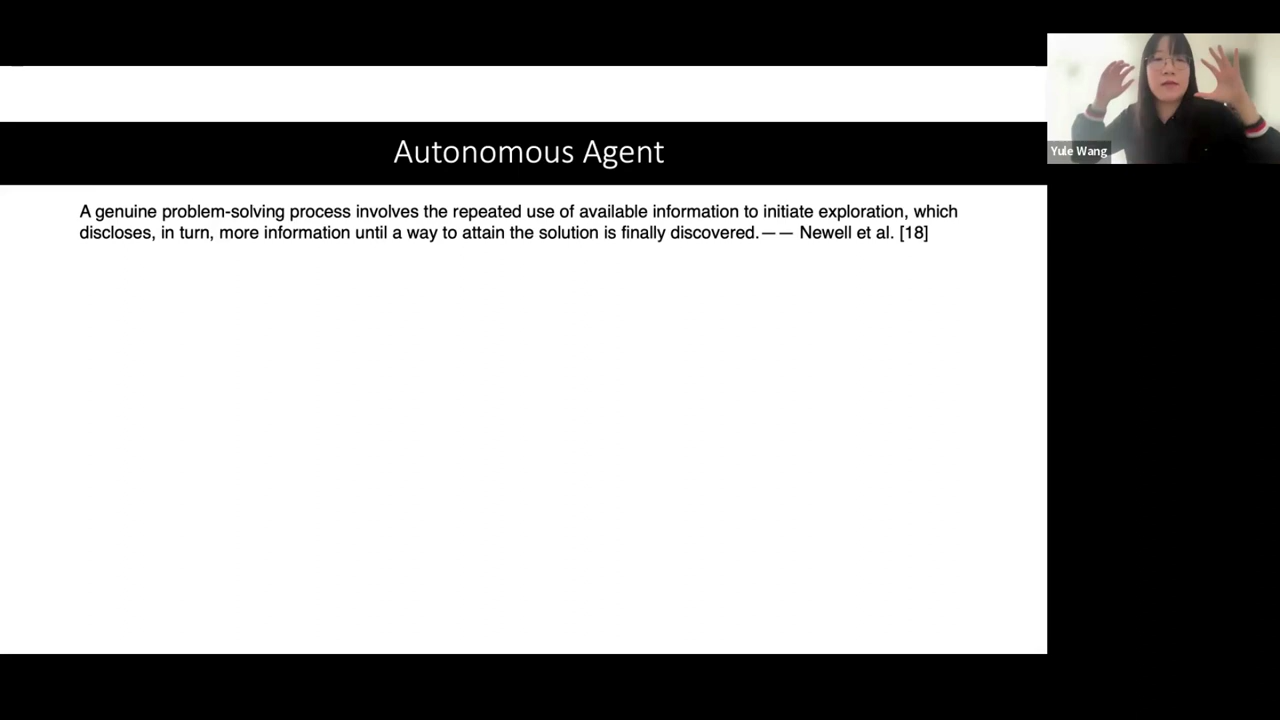 Autonomous Agent
Yule Wang
A genuine problem-solving process involves the repeated use of available information to initiate exploration, which
discloses, in turn, more information until a way to attain the solution is finally discovered.—— Newell et al. [18]